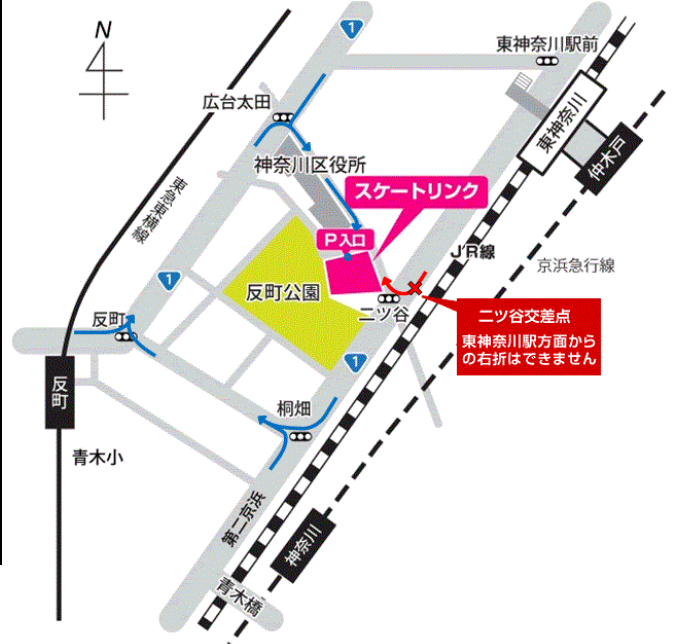 N
1
東神奈川駅前
広台太田
東神奈川
神奈川区役所
仲木戸
スケートリンク
東急東横線
P入口
JR線
京浜急行線
1
反町公園
二ツ谷
二ツ谷交差点
東神奈川駅方面から
の右折はできません
反町
1
反町
桐畑
青木小
第二京浜
神奈川
青木橋